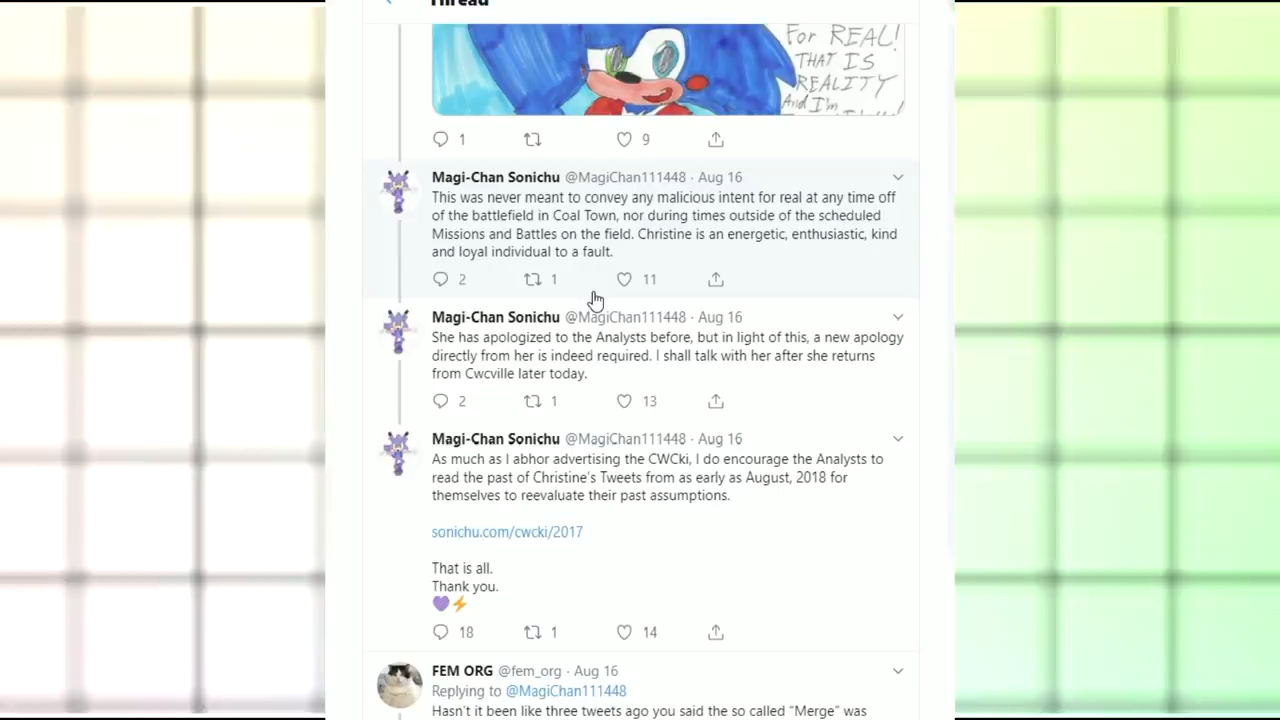 Thread
For REAL!
THAT IS
REALITY
And I'm
1 9
Magi-Chan Sonichu @MagiChan111448 · Aug 16
This was never meant to convey any malicious intent for real at any time off
of the battlefield in Coal Town, nor during times outside of the scheduled
Missions and Battles on the field. Christine is an energetic, enthusiastic, kind
and loyal individual to a fault.
2 1 11
Magi-Chan Sonichu @MagiChan111448 · Aug 16
She has apologized to the Analysts before, but in light of this, a new apology
directly from her is indeed required. I shall talk with her after she returns
from Cwcville later today.
2 1 13
Magi-Chan Sonichu @MagiChan111448 · Aug 16
As much as I abhor advertising the CWCki, I do encourage the Analysts to
read the past of Christine's Tweets from as early as August, 2018 for
themselves to reevaluate their past assumptions.
sonichu.com/cwcki/2017
That is all.
Thank you.
💜⚡
18 1 14
FEM ORG @fem_org · Aug 16
Replying to @MagiChan111448
Hasn't it been like three tweets ago you said the so called “Merge” was